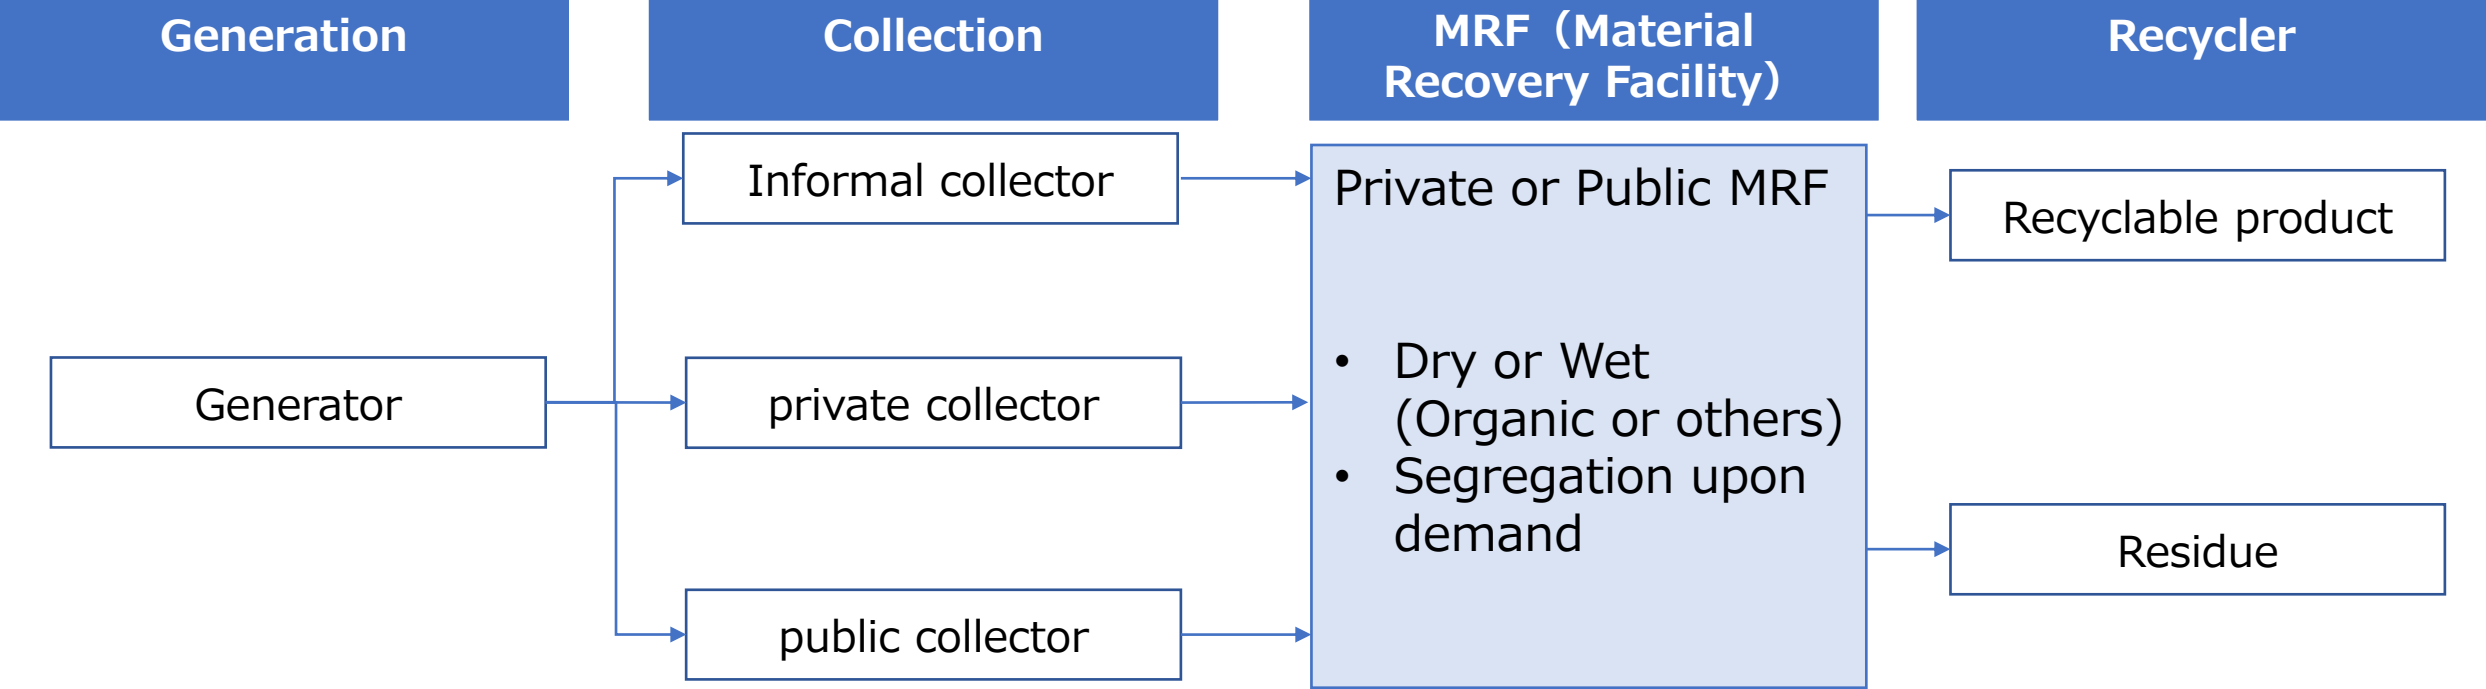 Generation
Collection
MRF（Material
Recovery Facility）
Recycler
Generator
Informal collector
private collector
public collector
Private or Public MRF
• Dry or Wet
(Organic or others)
• Segregation upon
demand
Recyclable product
Residue